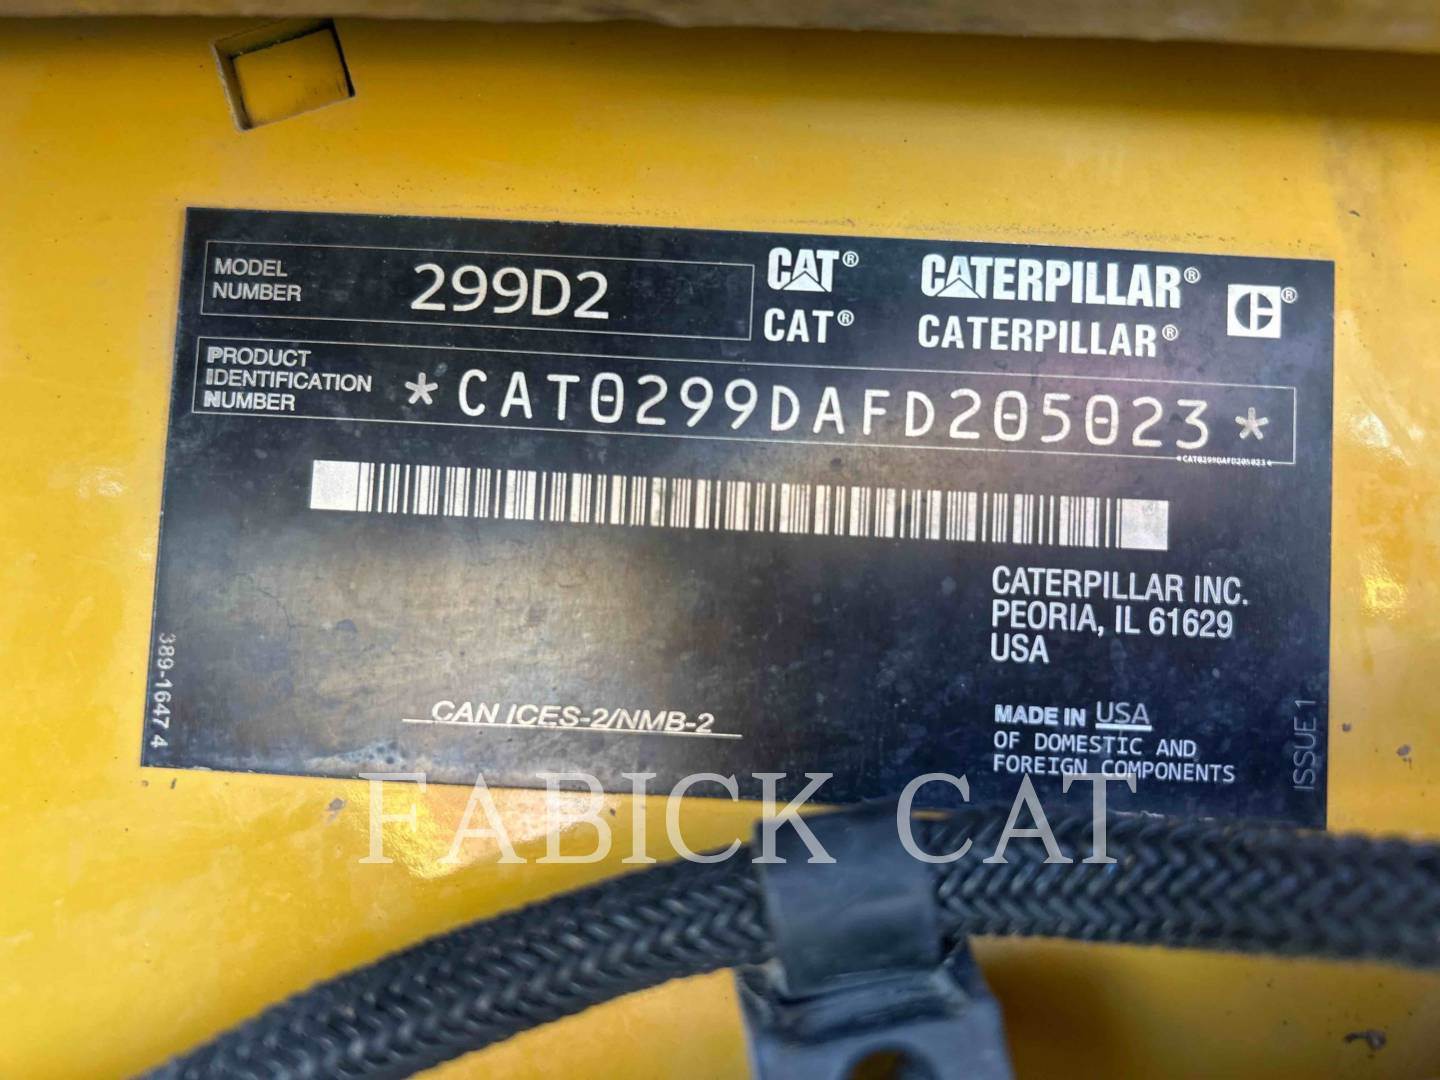 MODEL
NUMBER
299D2
CAT® CATERPILLAR®
CAT® CATERPILLAR®
®
PRODUCT
IDENTIFICATION
NUMBER
*CAT0299DAFD205023*
*CAT0299DAFD205023*
CATERPILLAR INC.
PEORIA, IL 61629
USA
389-1647 4
CAN ICES-2/NMB-2
MADE IN USA
OF DOMESTIC AND
FOREIGN COMPONENTS
ISSUE 1
FABICK CAT